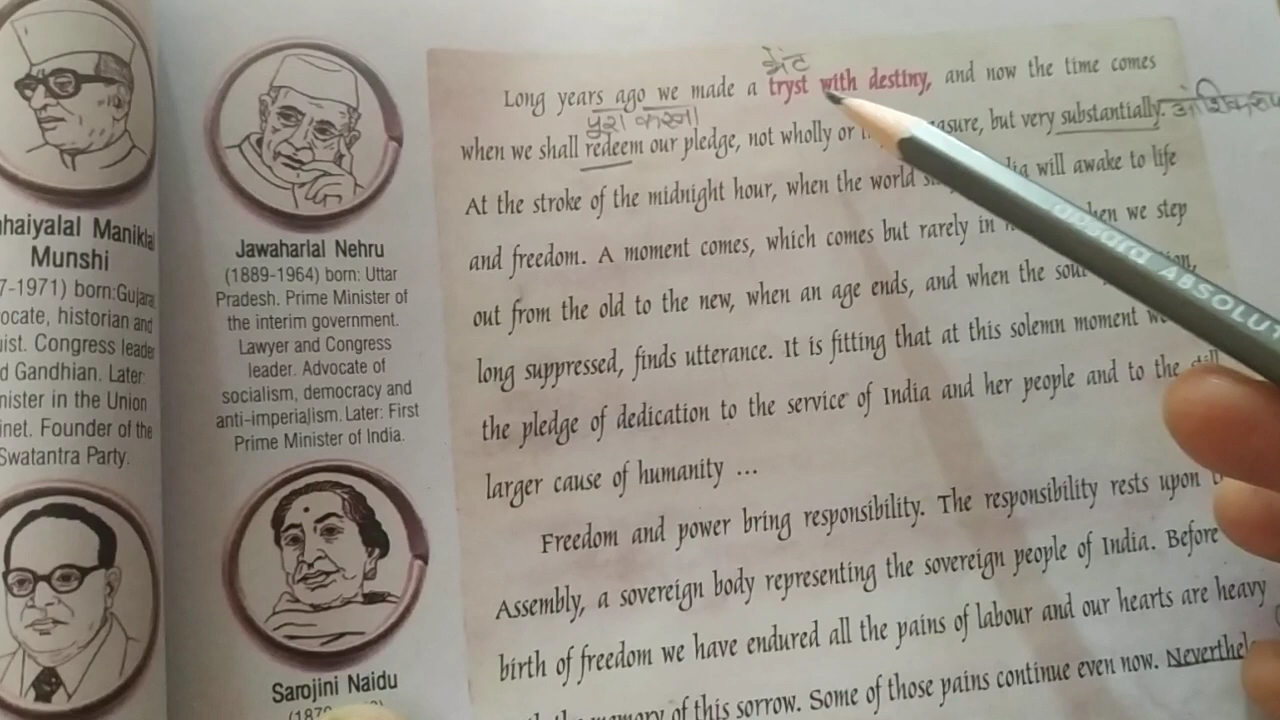 haiyalal Manikla
Munshi
7-1971) born:Gujara
ocate, historian and
ist. Congress leader
d Gandhian. Later:
nister in the Union
inet. Founder of the
Swatantra Party.
Jawaharlal Nehru
(1889-1964) born: Uttar
Pradesh. Prime Minister of
the interim government.
Lawyer and Congress
leader. Advocate of
socialism, democracy and
anti-imperialism. Later: First
Prime Minister of India.
Sarojini Naidu
भेंट
Long years ago we made a tryst with destiny, and now the time comes
पूरा करना
when we shall redeem our pledge, not wholly or asure, but very substantially.
At the stroke of the midnight hour, when the world India will awake to life
and freedom. A moment comes, which comes but rarely in when we step
out from the old to the new, when an age ends, and when the soul
long suppressed, finds utterance. It is fitting that at this solemn moment
the pledge of dedication to the service of India and her people and to the still
larger cause of humanity ...
Freedom and power bring responsibility. The responsibility rests upon
Assembly, a sovereign body representing the sovereign people of India. Before
birth of freedom we have endured all the pains of labour and our hearts are heavy
memory of this sorrow. Some of those pains continue even now. Neverthel
apsara ABSOLUT